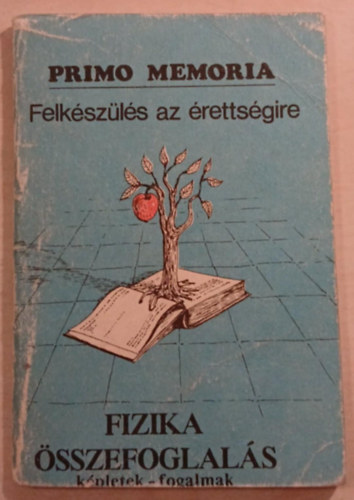 PRIMO MEMORIA
Felkészülés az érettségire
FIZIKA
ÖSSZEFOGLALÁS
képletek - fogalmak